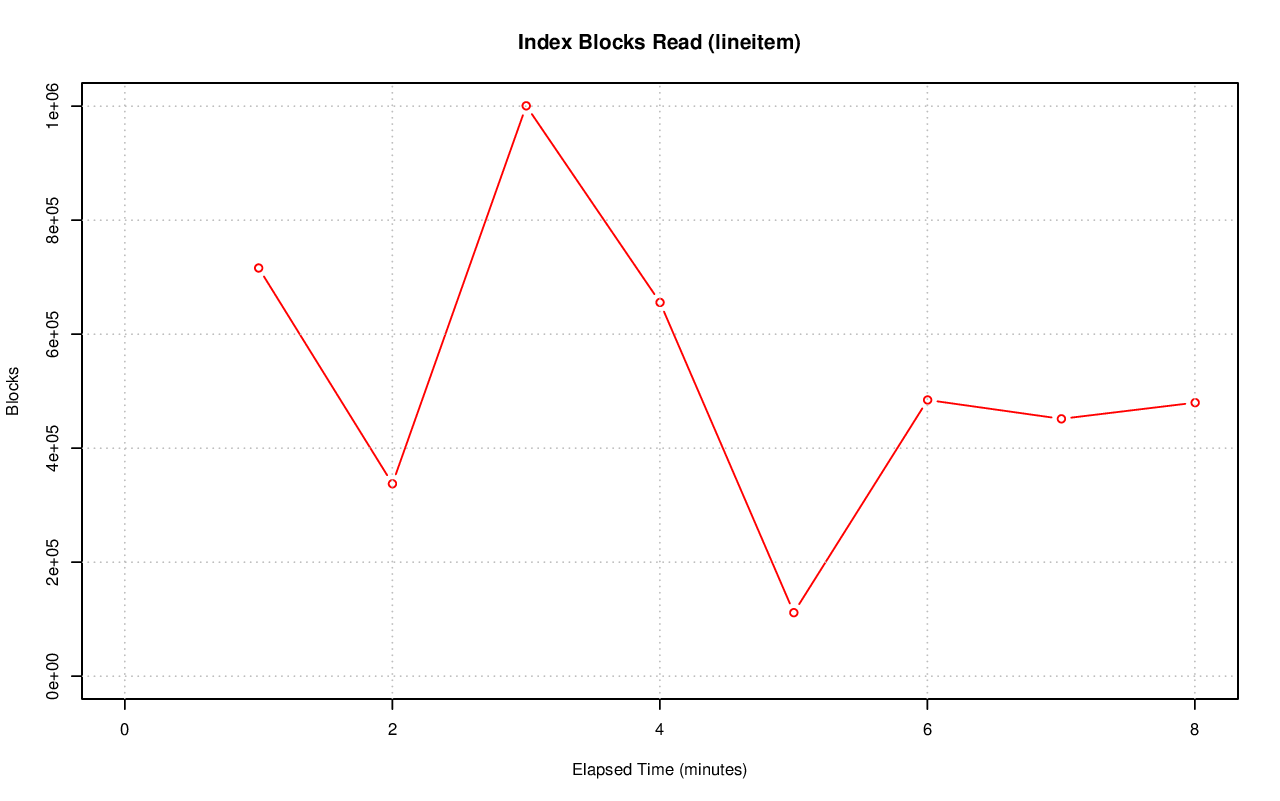 Index Blocks Read (lineitem)
Blocks
1e+06
8e+05
6e+05
4e+05
2e+05
0e+00
0 2 4 6 8
Elapsed Time (minutes)